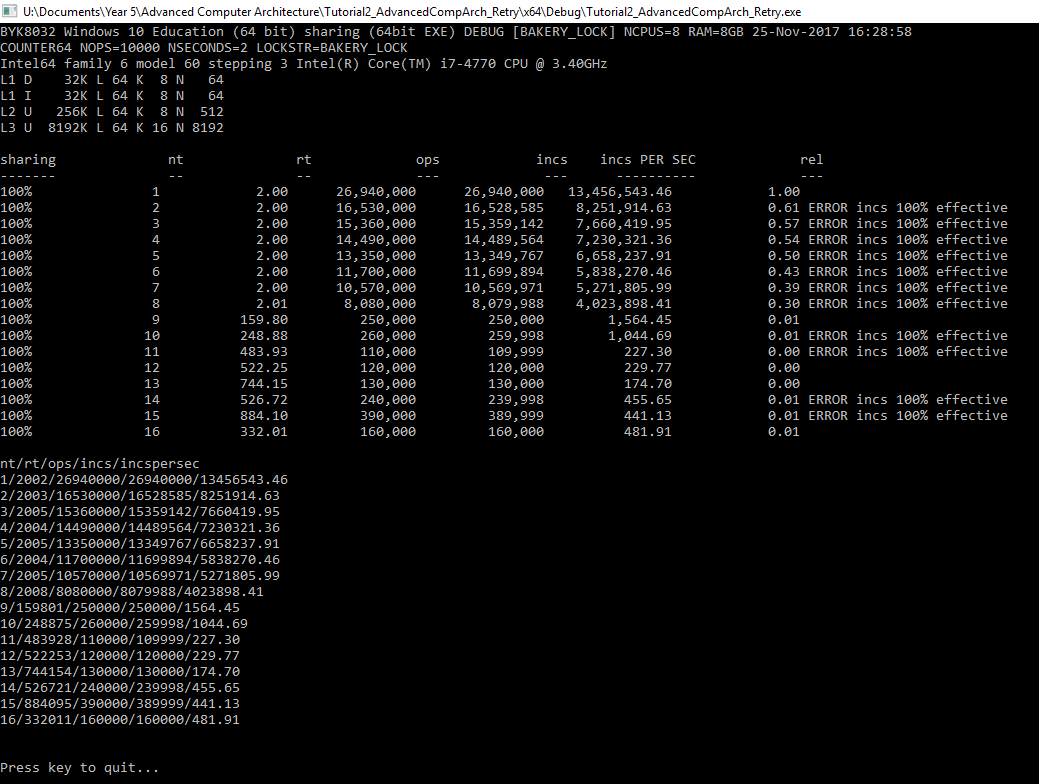 U:\Documents\Year 5\Advanced Computer Architecture\Tutorial2_AdvancedCompArch_Retry\x64\Debug\Tutorial2_AdvancedCompArch_Retry.exe
BYK8032 Windows 10 Education (64 bit) sharing (64bit EXE) DEBUG [BAKERY_LOCK] NCPUS=8 RAM=8GB 25-Nov-2017 16:28:58
COUNTER64 NOPS=10000 NSECONDS=2 LOCKSTR=BAKERY_LOCK
Intel64 family 6 model 60 stepping 3 Intel(R) Core(TM) i7-4770 CPU @ 3.40GHz
L1 D    32K L 64 K  8 N   64
L1 I    32K L 64 K  8 N   64
L2 U   256K L 64 K  8 N  512
L3 U  8192K L 64 K 16 N 8192
sharing              nt              rt             ops            incs    incs PER SEC             rel
-------              --              --             ---             ---      ----------             ---
100%               1            2.00      26,940,000      26,940,000   13,456,543.46            1.00
100%               2            2.00      16,530,000      16,528,585    8,251,914.63            0.61 ERROR incs 100% effective
100%               3            2.00      15,360,000      15,359,142    7,660,419.95            0.57 ERROR incs 100% effective
100%               4            2.00      14,490,000      14,489,564    7,230,321.36            0.54 ERROR incs 100% effective
100%               5            2.00      13,350,000      13,349,767    6,658,237.91            0.50 ERROR incs 100% effective
100%               6            2.00      11,700,000      11,699,894    5,838,270.46            0.43 ERROR incs 100% effective
100%               7            2.00      10,570,000      10,569,971    5,271,805.99            0.39 ERROR incs 100% effective
100%               8            2.01       8,080,000       8,079,988    4,023,898.41            0.30 ERROR incs 100% effective
100%               9          159.80         250,000         250,000        1,564.45            0.01
100%              10          248.88         260,000         259,998        1,044.69            0.01 ERROR incs 100% effective
100%              11          483.93         110,000         109,999          227.30            0.00 ERROR incs 100% effective
100%              12          522.25         120,000         120,000          229.77            0.00
100%              13          744.15         130,000         130,000          174.70            0.00
100%              14          526.72         240,000         239,998          455.65            0.01 ERROR incs 100% effective
100%              15          884.10         390,000         389,999          441.13            0.01 ERROR incs 100% effective
100%              16          332.01         160,000         160,000          481.91            0.01
nt/rt/ops/incs/incspersec
1/2002/26940000/26940000/13456543.46
2/2003/16530000/16528585/8251914.63
3/2005/15360000/15359142/7660419.95
4/2004/14490000/14489564/7230321.36
5/2005/13350000/13349767/6658237.91
6/2004/11700000/11699894/5838270.46
7/2005/10570000/10569971/5271805.99
8/2008/8080000/8079988/4023898.41
9/159801/250000/250000/1564.45
10/248875/260000/259998/1044.69
11/483928/110000/109999/227.30
12/522253/120000/120000/229.77
13/744154/130000/130000/174.70
14/526721/240000/239998/455.65
15/884095/390000/389999/441.13
16/332011/160000/160000/481.91
Press key to quit...